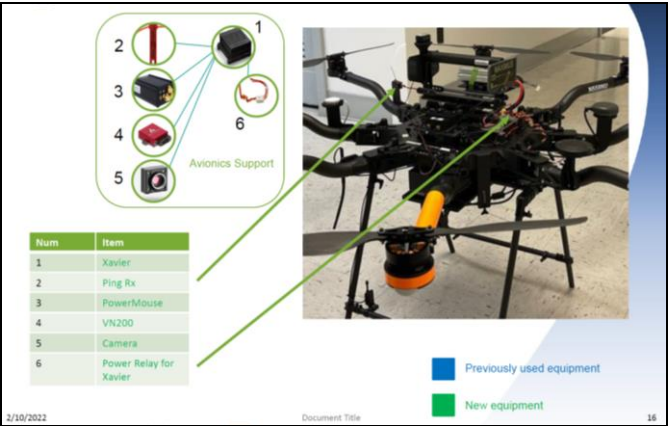 1
2
3
4
5
6
Avionics Support
Num Item
1 Xavier
2 Ping Rx
3 PowerMouse
4 VN200
5 Camera
6 Power Relay for
Xavier
Previously used equipment
New equipment
2/10/2022
Document Title
16